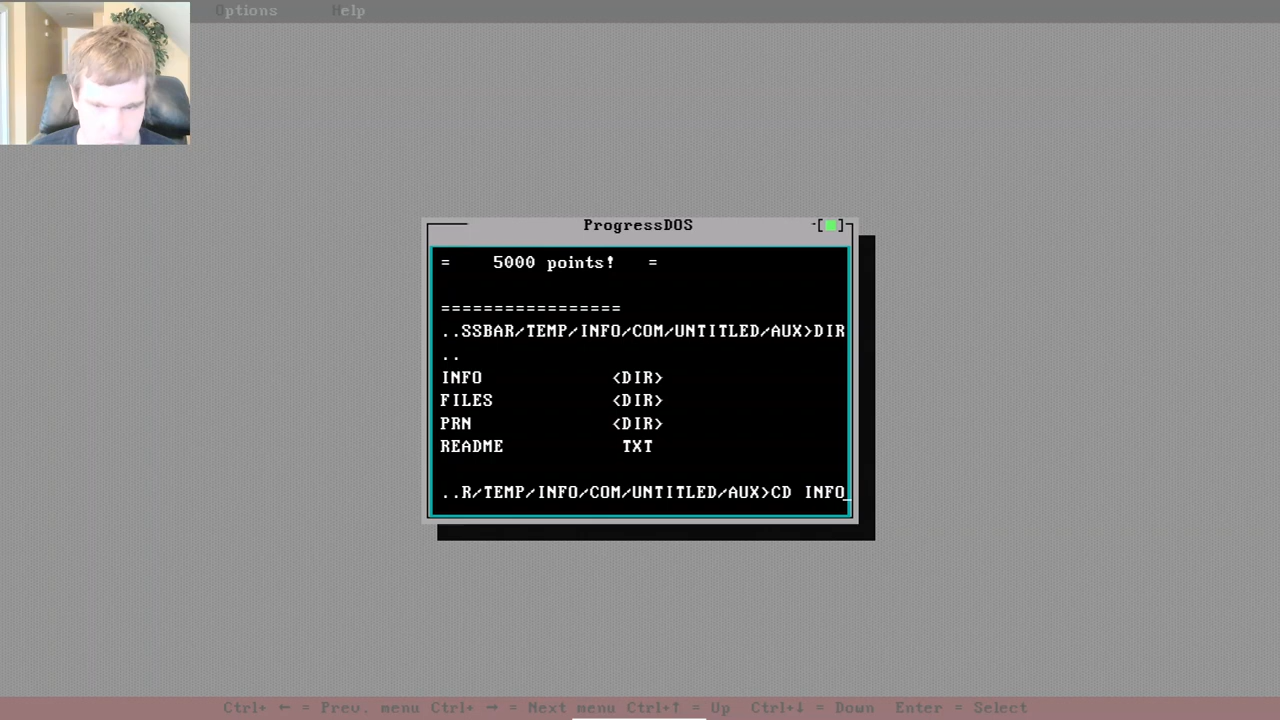 Options Help
ProgressDOS
= 5000 points! =
=================
..SSBAR/TEMP/INFO/COM/UNTITLED/AUX>DIR
..
INFO <DIR>
FILES <DIR>
PRN <DIR>
README TXT
..R/TEMP/INFO/COM/UNTITLED/AUX>CD INFO_
Ctrl+ ← = Prev. menu Ctrl+ → = Next menu Ctrl+↑ = Up Ctrl+↓ = Down Enter = Select